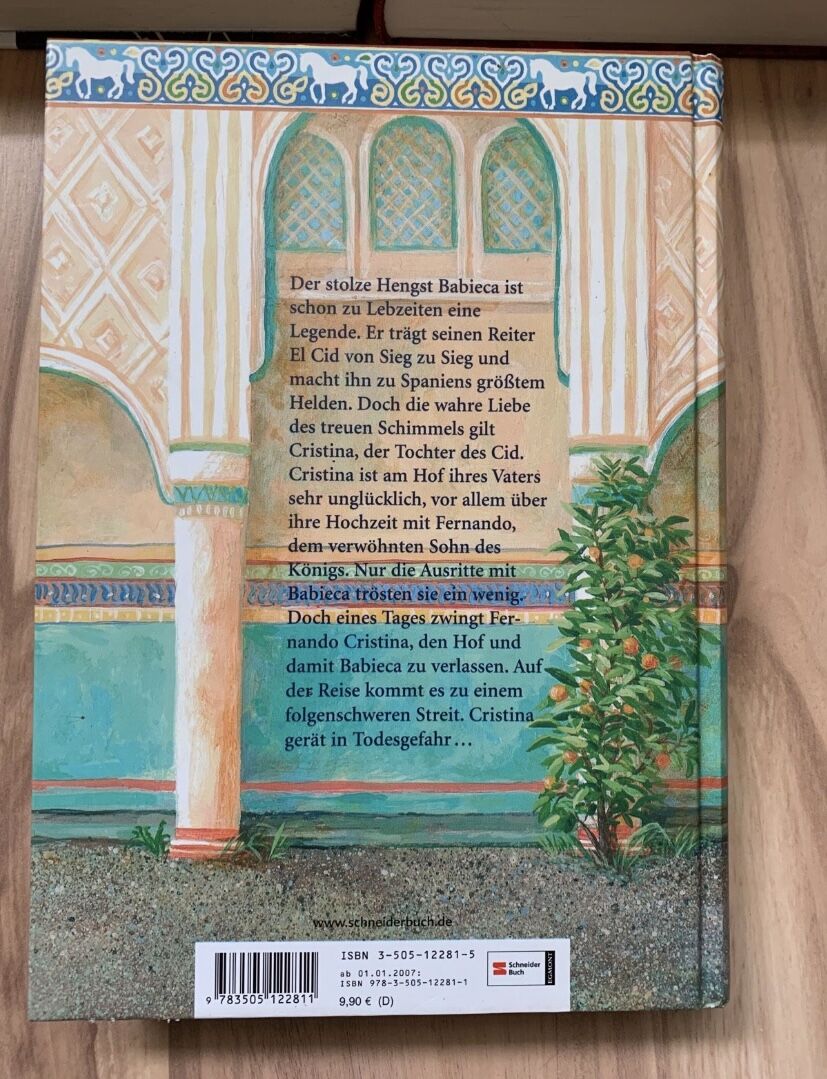 Der stolze Hengst Babieca ist
schon zu Lebzeiten eine
Legende. Er trägt seinen Reiter
El Cid von Sieg zu Sieg und
macht ihn zu Spaniens größtem
Helden. Doch die wahre Liebe
des treuen Schimmels gilt
Cristina, der Tochter des Cid.
Cristina ist am Hof ihres Vaters
sehr unglücklich, vor allem über
ihre Hochzeit mit Fernando,
dem verwöhnten Sohn des
Königs. Nur die Ausritte mit
Babieca trösten sie ein wenig.
Doch eines Tages zwingt Fer-
nando Cristina, den Hof und
damit Babieca zu verlassen. Auf
der Reise kommt es zu einem
folgenschweren Streit. Cristina
gerät in Todesgefahr ...
www.schneiderbuch.de
ISBN 3-505-12281-5
ab 01.01.2007:
ISBN 978-3-505-12281-1
9 783505 122811
9,90 € (D)
Schneider
Buch
EGMONT